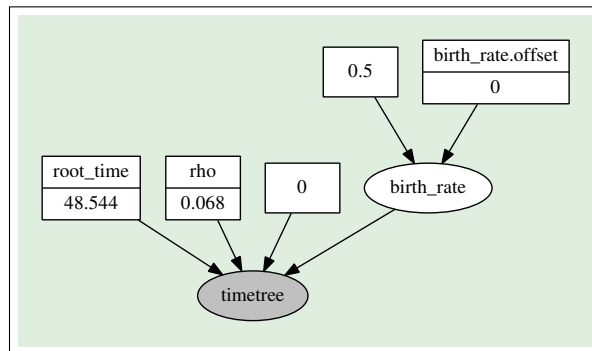 birth_rate.offset
0.5
0
root_time
rho
0
birth_rate
48.544
0.068
timetree